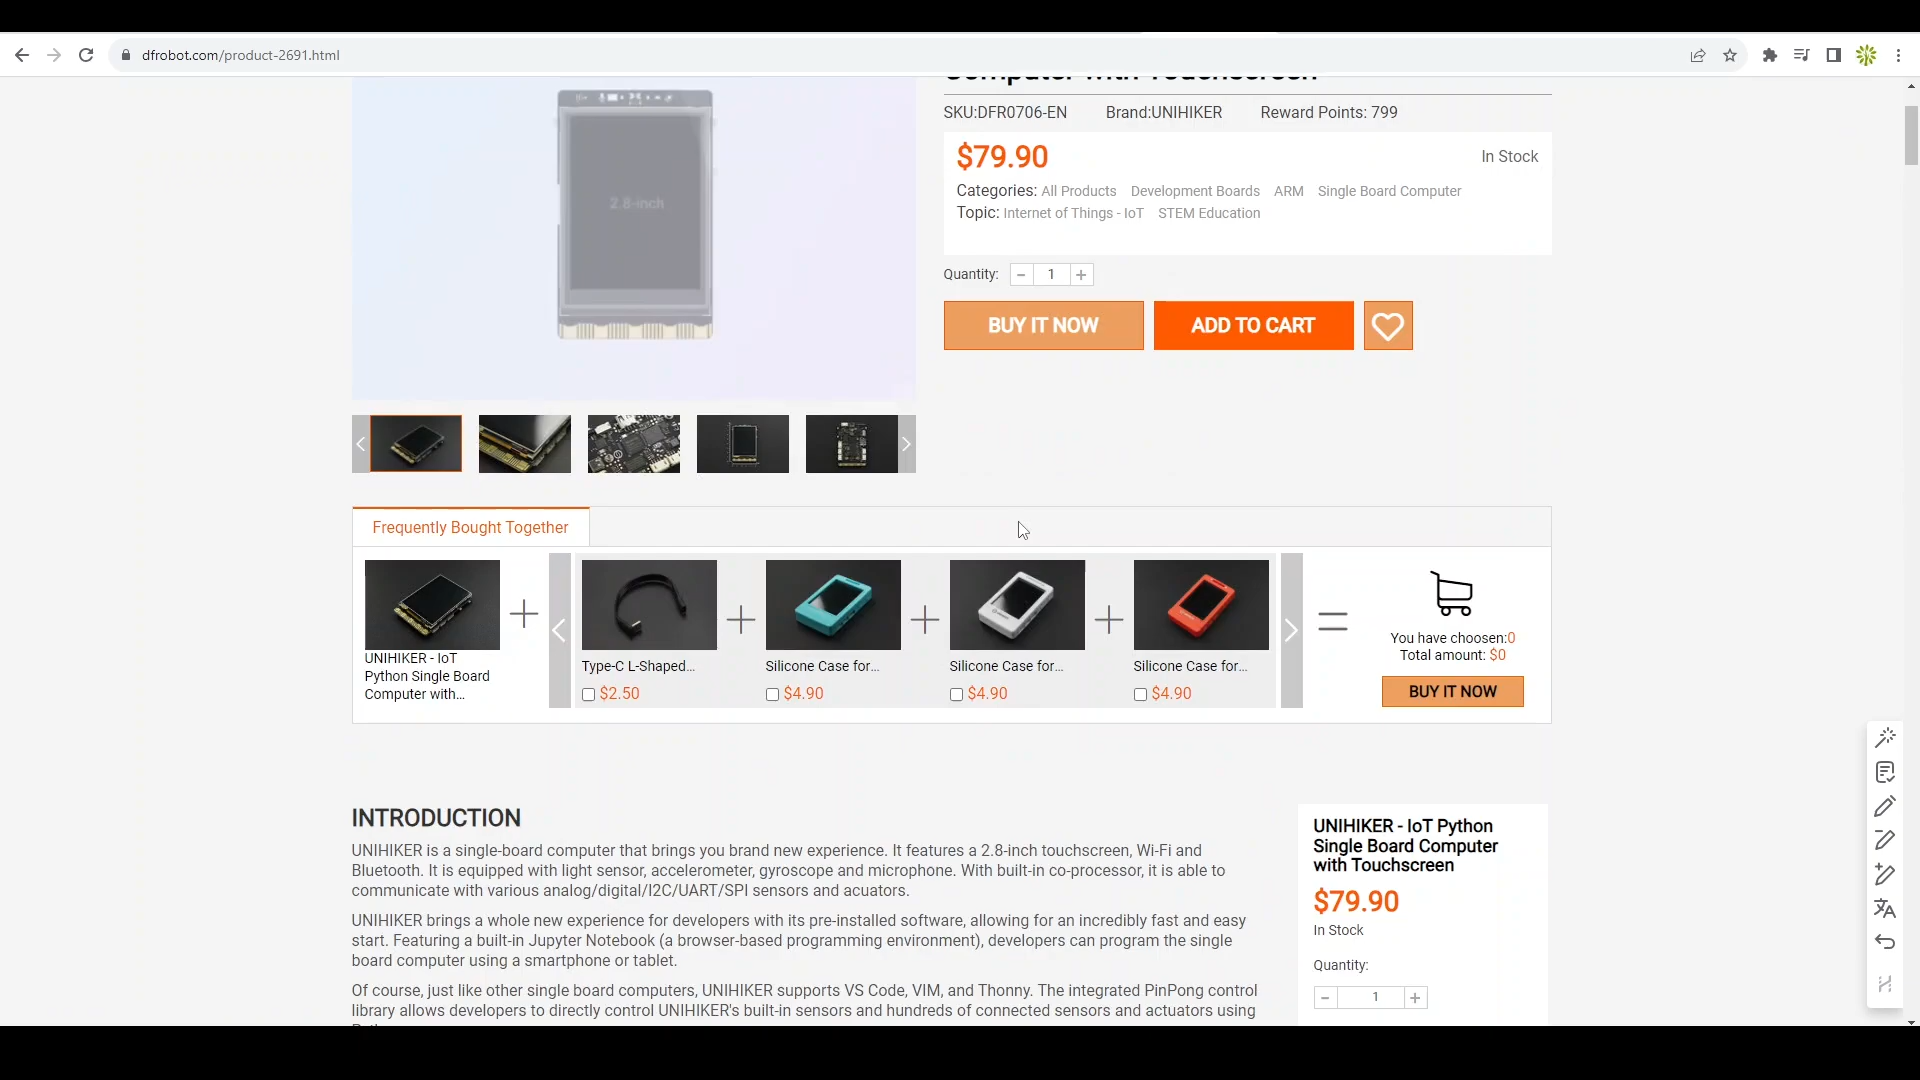 dfrobot.com/product-2691.html
Computer with Touchscreen
SKU:DFR0706-EN Brand:UNIHIKER Reward Points: 799
$79.90 In Stock
Categories: All Products Development Boards ARM Single Board Computer
Topic: Internet of Things - IoT STEM Education
2.8-inch
Quantity: − 1 +
BUY IT NOW ADD TO CART
Frequently Bought Together
UNIHIKER - IoT
Python Single Board
Computer with...
Type-C L-Shaped...
$2.50
Silicone Case for...
$4.90
Silicone Case for...
$4.90
Silicone Case for...
$4.90
You have choosen:0
Total amount: $0
BUY IT NOW
INTRODUCTION
UNIHIKER is a single-board computer that brings you brand new experience. It features a 2.8-inch touchscreen, Wi-Fi and
Bluetooth. It is equipped with light sensor, accelerometer, gyroscope and microphone. With built-in co-processor, it is able to
communicate with various analog/digital/I2C/UART/SPI sensors and acuators.
UNIHIKER brings a whole new experience for developers with its pre-installed software, allowing for an incredibly fast and easy
start. Featuring a built-in Jupyter Notebook (a browser-based programming environment), developers can program the single
board computer using a smartphone or tablet.
Of course, just like other single board computers, UNIHIKER supports VS Code, VIM, and Thonny. The integrated PinPong control
library allows developers to directly control UNIHIKER's built-in sensors and hundreds of connected sensors and actuators using
UNIHIKER - IoT Python
Single Board Computer
with Touchscreen
$79.90
In Stock
Quantity:
− 1 +